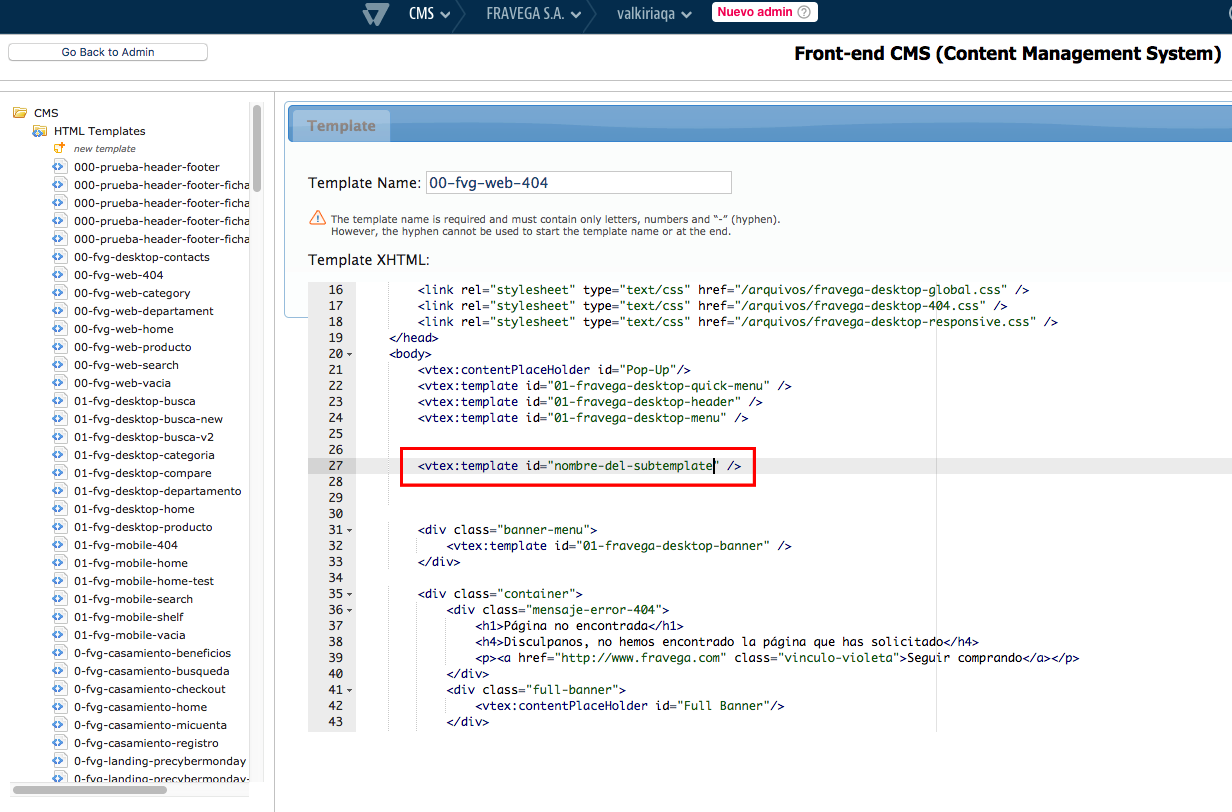 CMS
FRAVEGA S.A.
valkiriaqa
Nuevo admin ?
Go Back to Admin
Front-end CMS (Content Management System)
CMS
HTML Templates
new template
000-prueba-header-footer
000-prueba-header-footer-ficha
000-prueba-header-footer-ficha
000-prueba-header-footer-ficha
000-prueba-header-footer-ficha
00-fvg-desktop-contacts
00-fvg-web-404
00-fvg-web-category
00-fvg-web-departament
00-fvg-web-home
00-fvg-web-producto
00-fvg-web-search
00-fvg-web-vacia
01-fvg-desktop-busca
01-fvg-desktop-busca-new
01-fvg-desktop-busca-v2
01-fvg-desktop-categoria
01-fvg-desktop-compare
01-fvg-desktop-departamento
01-fvg-desktop-home
01-fvg-desktop-producto
01-fvg-mobile-404
01-fvg-mobile-home
01-fvg-mobile-home-test
01-fvg-mobile-search
01-fvg-mobile-shelf
01-fvg-mobile-vacia
0-fvg-casamiento-beneficios
0-fvg-casamiento-busqueda
0-fvg-casamiento-checkout
0-fvg-casamiento-home
0-fvg-casamiento-micuenta
0-fvg-casamiento-registro
0-fvg-landing-precybermonday
0-fvg-landing-precybermonday-
Template
Template Name: 00-fvg-web-404
The template name is required and must contain only letters, numbers and “-” (hyphen).
However, the hyphen cannot be used to start the template name or at the end.
Template XHTML:
16 <link rel="stylesheet" type="text/css" href="/arquivos/fravega-desktop-global.css" />
17 <link rel="stylesheet" type="text/css" href="/arquivos/fravega-desktop-404.css" />
18 <link rel="stylesheet" type="text/css" href="/arquivos/fravega-desktop-responsive.css" />
19 </head>
20 <body>
21 <vtex:contentPlaceHolder id="Pop-Up"/>
22 <vtex:template id="01-fravega-desktop-quick-menu" />
23 <vtex:template id="01-fravega-desktop-header" />
24 <vtex:template id="01-fravega-desktop-menu" />
25
26
27 <vtex:template id="nombre-del-subtemplate" />
28
29
30
31 <div class="banner-menu">
32 <vtex:template id="01-fravega-desktop-banner" />
33 </div>
34
35 <div class="container">
36 <div class="mensaje-error-404">
37 <h1>Página no encontrada</h1>
38 <h4>Disculpanos, no hemos encontrado la página que has solicitado</h4>
39 <p><a href="http://www.fravega.com" class="vinculo-violeta">Seguir comprando</a></p>
40 </div>
41 <div class="full-banner">
42 <vtex:contentPlaceHolder id="Full Banner"/>
43 </div>